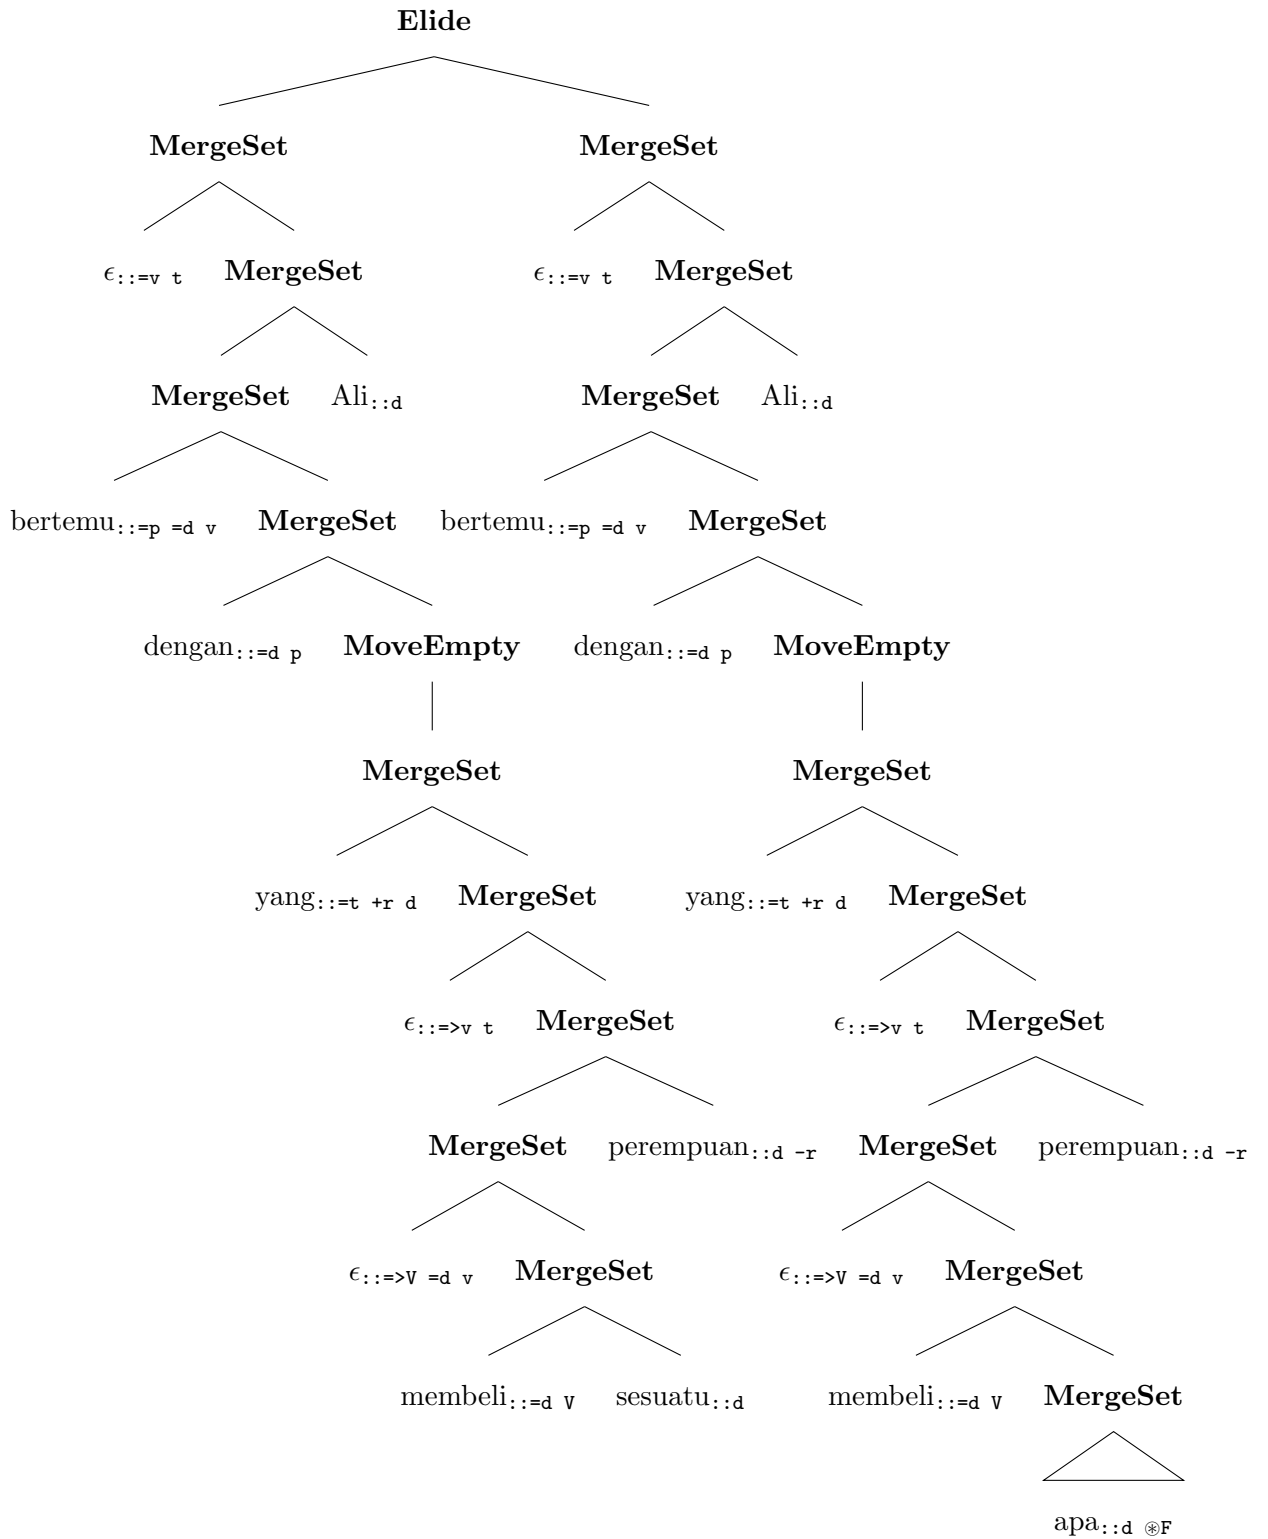 Elide
MergeSet MergeSet
ϵ::=v t MergeSet ϵ::=v t MergeSet
MergeSet Ali::d MergeSet Ali::d
bertemu::=p =d v MergeSet bertemu::=p =d v MergeSet
dengan::=d p MoveEmpty dengan::=d p MoveEmpty
MergeSet MergeSet
yang::=t +r d MergeSet yang::=t +r d MergeSet
ϵ::=>v t MergeSet ϵ::=>v t MergeSet
MergeSet perempuan::d -r MergeSet perempuan::d -r
ϵ::=>V =d v MergeSet ϵ::=>V =d v MergeSet
membeli::=d V sesuatu::d membeli::=d V MergeSet
apa::d ⊛F